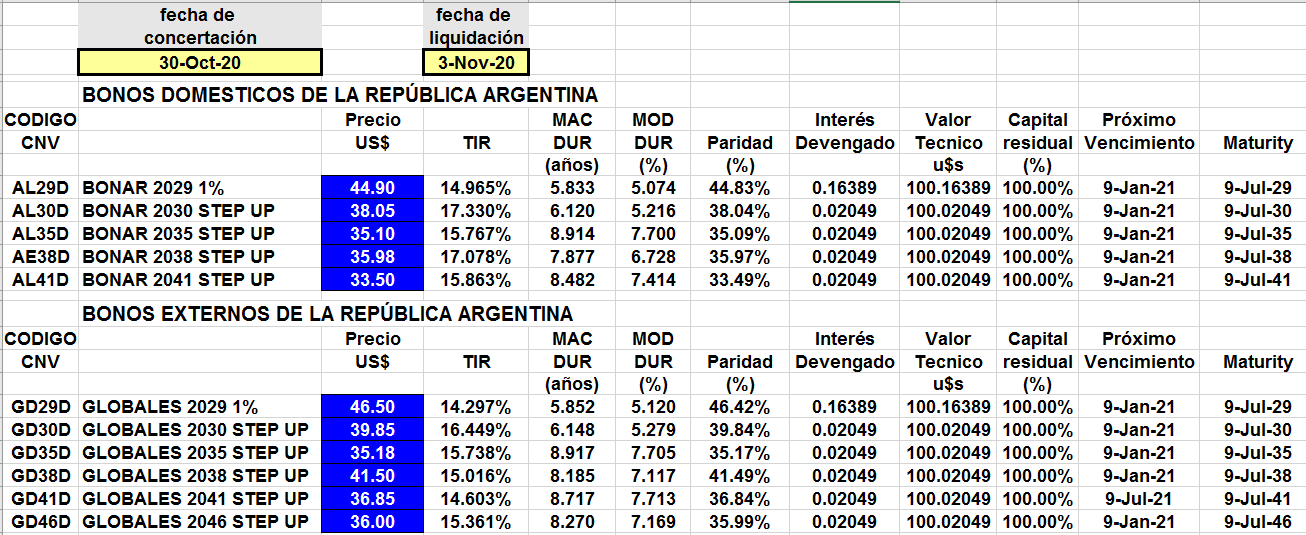 fecha de fecha de
concertación liquidación
30-Oct-20 3-Nov-20
BONOS DOMESTICOS DE LA REPÚBLICA ARGENTINA
CODIGO Precio MAC MOD Interés Valor Capital Próximo
CNV US$ TIR DUR DUR Paridad Devengado Tecnico residual Vencimiento Maturity
(años) (%) (%) u$s (%)
AL29D BONAR 2029 1% 44.90 14.965% 5.833 5.074 44.83% 0.16389 100.16389 100.00% 9-Jan-21 9-Jul-29
AL30D BONAR 2030 STEP UP 38.05 17.330% 6.120 5.216 38.04% 0.02049 100.02049 100.00% 9-Jan-21 9-Jul-30
AL35D BONAR 2035 STEP UP 35.10 15.767% 8.914 7.700 35.09% 0.02049 100.02049 100.00% 9-Jan-21 9-Jul-35
AE38D BONAR 2038 STEP UP 35.98 17.078% 7.877 6.728 35.97% 0.02049 100.02049 100.00% 9-Jan-21 9-Jul-38
AL41D BONAR 2041 STEP UP 33.50 15.863% 8.482 7.414 33.49% 0.02049 100.02049 100.00% 9-Jan-21 9-Jul-41
BONOS EXTERNOS DE LA REPÚBLICA ARGENTINA
CODIGO Precio MAC MOD Interés Valor Capital Próximo
CNV US$ TIR DUR DUR Paridad Devengado Tecnico residual Vencimiento Maturity
(años) (%) (%) u$s (%)
GD29D GLOBALES 2029 1% 46.50 14.297% 5.852 5.120 46.42% 0.16389 100.16389 100.00% 9-Jan-21 9-Jul-29
GD30D GLOBALES 2030 STEP UP 39.85 16.449% 6.148 5.279 39.84% 0.02049 100.02049 100.00% 9-Jan-21 9-Jul-30
GD35D GLOBALES 2035 STEP UP 35.18 15.738% 8.917 7.705 35.17% 0.02049 100.02049 100.00% 9-Jan-21 9-Jul-35
GD38D GLOBALES 2038 STEP UP 41.50 15.016% 8.185 7.117 41.49% 0.02049 100.02049 100.00% 9-Jan-21 9-Jul-38
GD41D GLOBALES 2041 STEP UP 36.85 14.603% 8.717 7.713 36.84% 0.02049 100.02049 100.00% 9-Jul-21 9-Jul-41
GD46D GLOBALES 2046 STEP UP 36.00 15.361% 8.270 7.169 35.99% 0.02049 100.02049 100.00% 9-Jan-21 9-Jul-46